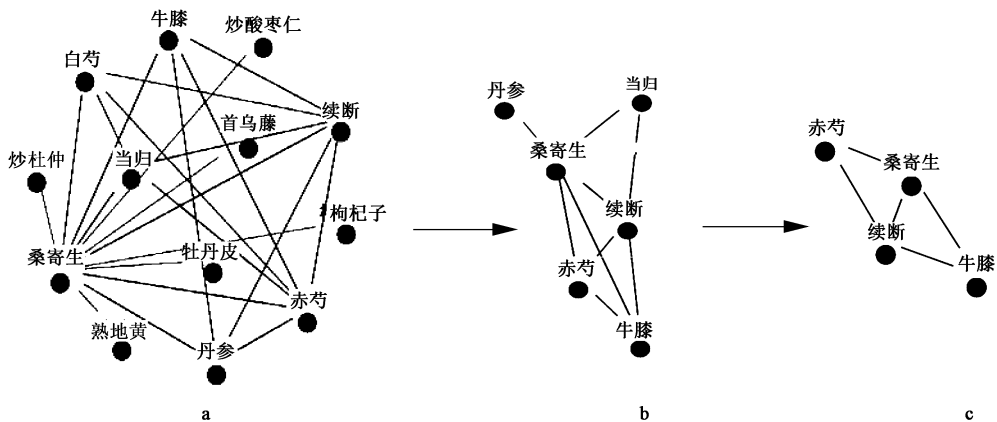 牛膝
炒酸枣仁
白芍
续断
首乌藤
炒杜仲
当归
枸杞子
桑寄生
牡丹皮
赤芍
熟地黄
丹参
a
当归
丹参
桑寄生
续断
赤芍
牛膝
b
赤芍
桑寄生
续断
牛膝
c